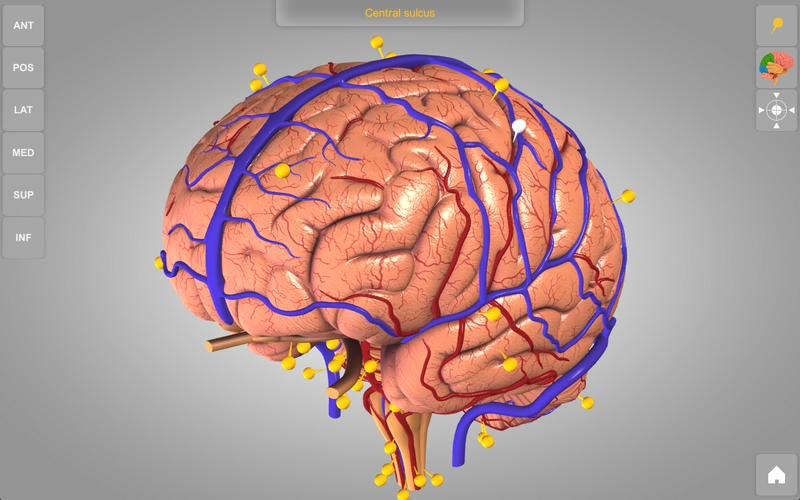 Central sulcus
ANT
POS
LAT
MED
SUP
INF